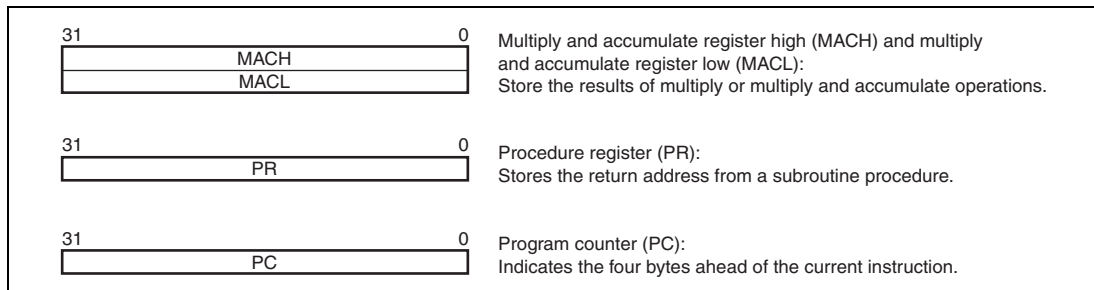 31 0
MACH
MACL
Multiply and accumulate register high (MACH) and multiply
and accumulate register low (MACL):
Store the results of multiply or multiply and accumulate operations.
31 0
PR
Procedure register (PR):
Stores the return address from a subroutine procedure.
31 0
PC
Program counter (PC):
Indicates the four bytes ahead of the current instruction.